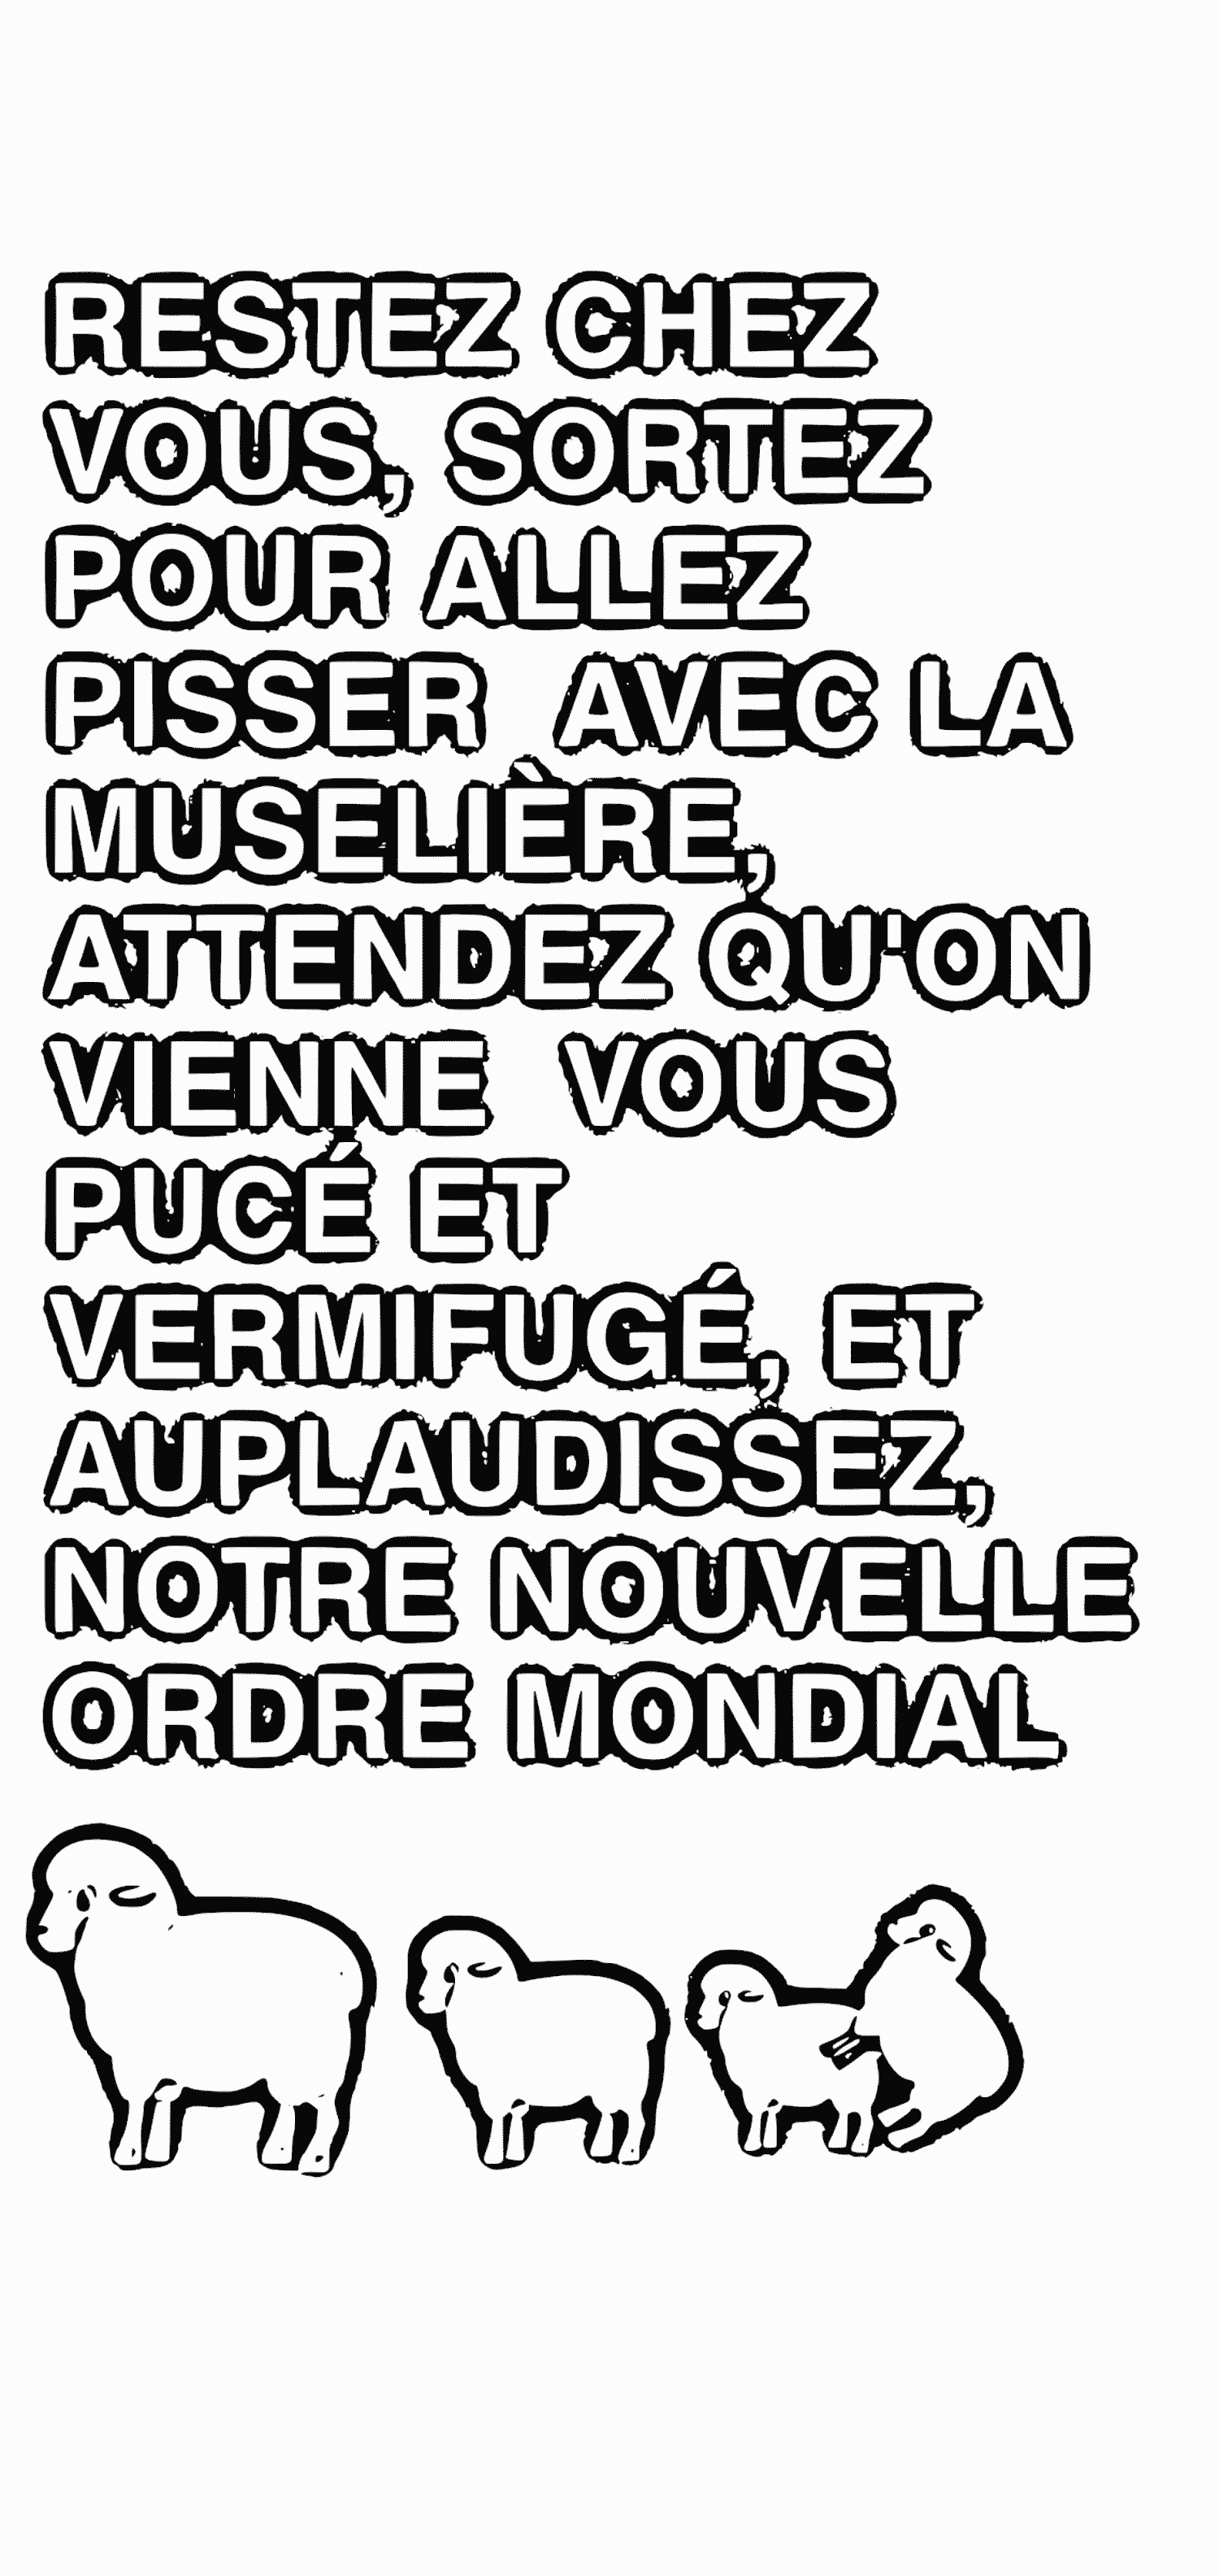 RESTEZ CHEZ
VOUS, SORTEZ
POUR ALLEZ
PISSER AVEC LA
MUSELIÈRE,
ATTENDEZ QU'ON
VIENNE VOUS
PUCÉ ET
VERMIFUGÉ, ET
AUPLAUDISSEZ,
NOTRE NOUVELLE
ORDRE MONDIAL